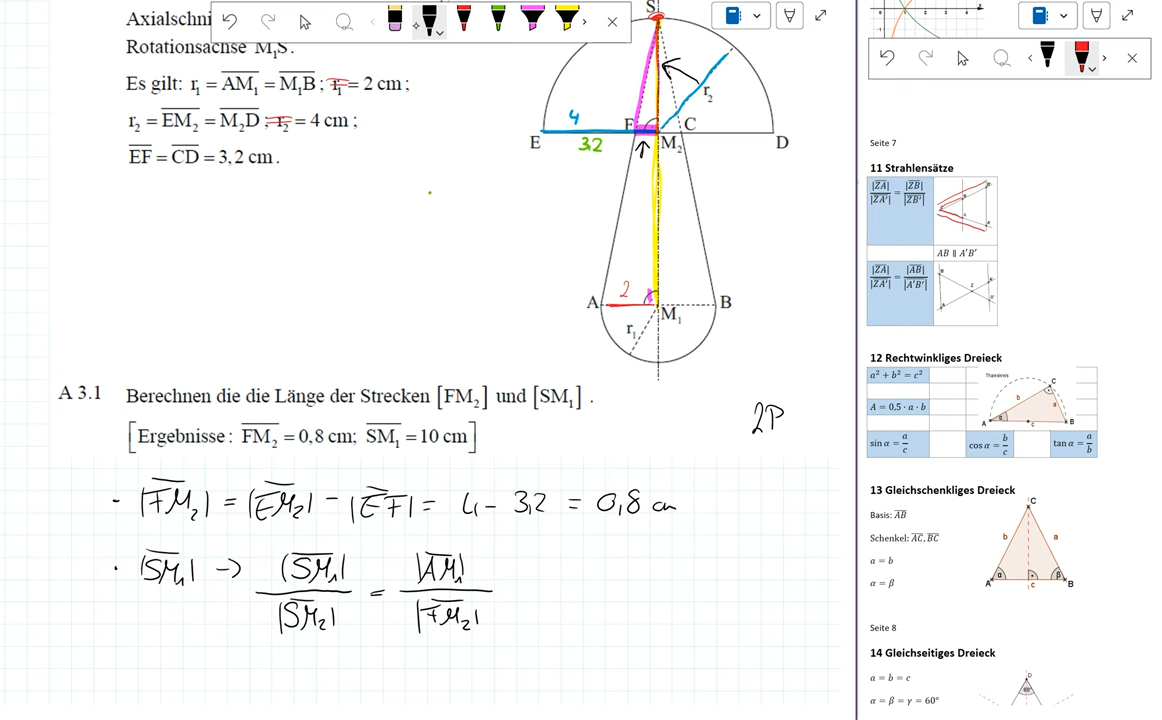 Axialschni
Rotationsachse M₁S.
Es gilt: r₁ = AM₁ = M₁B ; r₁ = 2 cm ;
r₂ = EM₂ = M₂D ; r₂ = 4 cm ;
EF = CD = 3,2 cm .
S
4
r₂
E
F
3,2
M₂
C
D
2
A
M₁
B
r₁
A 3.1 Berechnen die die Länge der Strecken [FM₂] und [SM₁] .
[Ergebnisse : FM₂ = 0,8 cm; SM₁ = 10 cm]
2P
- |FM₂| = |EM₂| - |EF| = 4 - 3,2 = 0,8 cm
· |SM₁| -> |SM₁| / |SM₂| = |AM₁| / |FM₂|
Seite 7
11 Strahlensätze
|ZA| / |ZA'| = |ZB| / |ZB'|
AB ∥ A'B'
|ZA| / |ZA'| = |AB| / |A'B'|
12 Rechtwinkliges Dreieck
a² + b² = c²
Thaleskreis
C
b
a
A = 0,5 · a · b
A
α
c
B
sin α = a/c
cos α = b/c
tan α = a/b
13 Gleichschenkliges Dreieck
Basis: AB
Schenkel: AC, BC
a = b
α = β
C
b
a
α
β
A
c
B
Seite 8
14 Gleichseitiges Dreieck
a = b = c
α = β = γ = 60°
60°